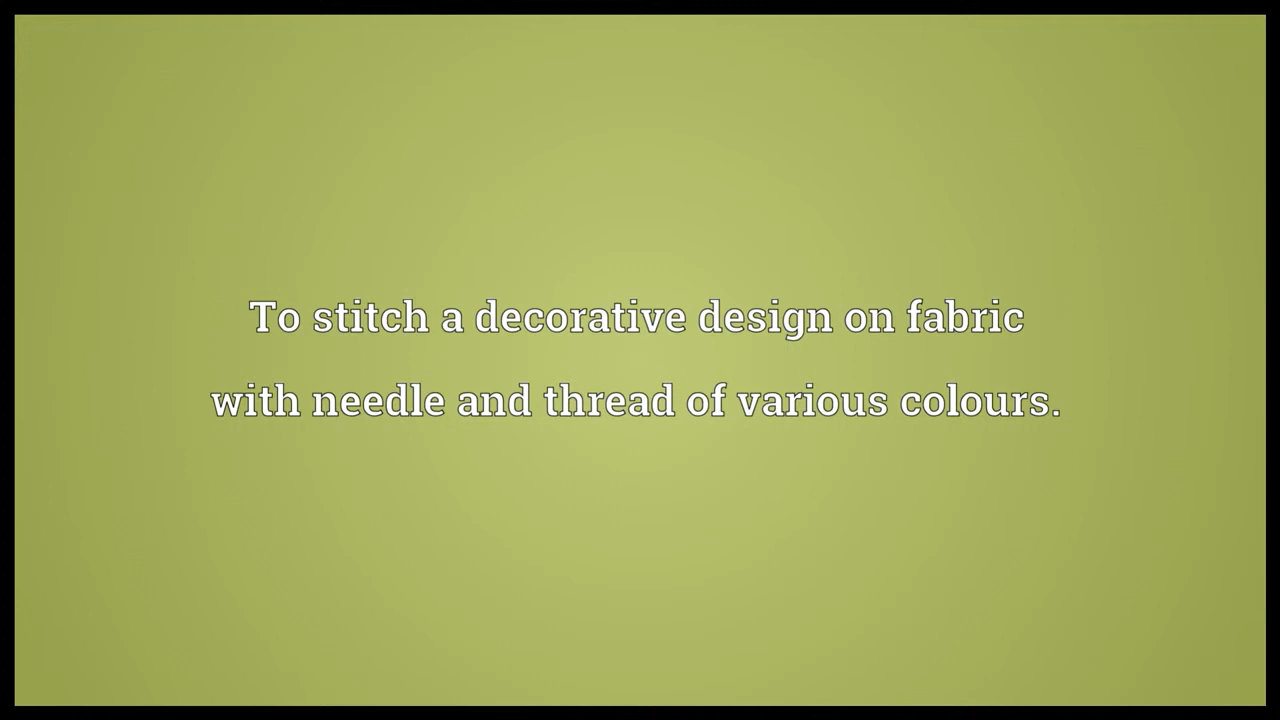 To stitch a decorative design on fabric
with needle and thread of various colours.